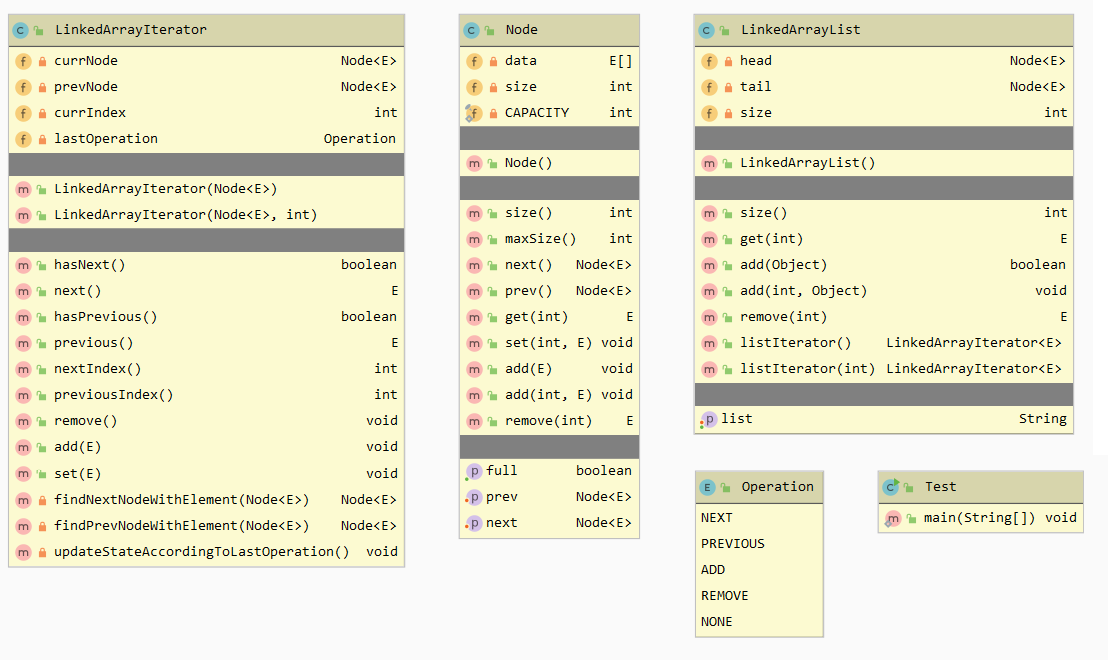 LinkedArrayIterator
currNode Node<E>
prevNode Node<E>
currIndex int
lastOperation Operation
LinkedArrayIterator(Node<E>)
LinkedArrayIterator(Node<E>, int)
hasNext() boolean
next() E
hasPrevious() boolean
previous() E
nextIndex() int
previousIndex() int
remove() void
add(E) void
set(E) void
findNextNodeWithElement(Node<E>) Node<E>
findPrevNodeWithElement(Node<E>) Node<E>
updateStateAccordingToLastOperation() void
Node
data E[]
size int
CAPACITY int
Node()
size() int
maxSize() int
next() Node<E>
prev() Node<E>
get(int) E
set(int, E) void
add(E) void
add(int, E) void
remove(int) E
full boolean
prev Node<E>
next Node<E>
LinkedArrayList
head Node<E>
tail Node<E>
size int
LinkedArrayList()
size() int
get(int) E
add(Object) boolean
add(int, Object) void
remove(int) E
listIterator() LinkedArrayIterator<E>
listIterator(int) LinkedArrayIterator<E>
list String
Operation
NEXT
PREVIOUS
ADD
REMOVE
NONE
Test
main(String[]) void